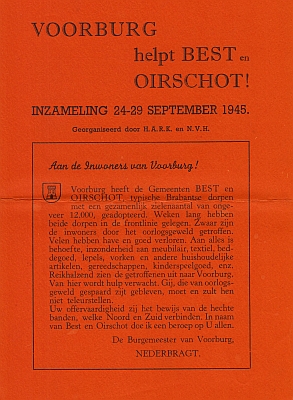 VOORBURG
helpt BEST en
OIRSCHOT!
INZAMELING 24-29 SEPTEMBER 1945.
Georganiseerd door H.A.R.K. en N.V.H.
Aan de Inwoners van Voorburg!
Voorburg heeft de Gemeenten BEST en
OIRSCHOT, typische Brabantse dorpen
met een gezamenlijk zielenaantal van onge-
veer 12.000, geadopteerd. Weken lang hebben
beide dorpen in de frontlinie gelegen. Zwaar zijn
de inwoners door het oorlogsgeweld getroffen.
Velen hebben have en goed verloren. Aan alles is
behoefte, inzonderheid aan meubilair, textiel, bed-
degoed, lepels, vorken en andere huishoudelijke
artikelen, gereedschappen, kinderspeelgoed, enz.
Reikhalzend zien de getroffenen uit naar Voorburg.
Van hier wordt hulp verwacht. Gij, die van oorlogs-
geweld gespaard zijt gebleven, moet en zult hen
niet teleurstellen.
Uw offervaardigheid zij het bewijs van de hechte
banden, welke Noord en Zuid verbinden. In naam
van Best en Oirschot doe ik een beroep op U allen.
De Burgemeester van Voorburg,
NEDERBRAGT.